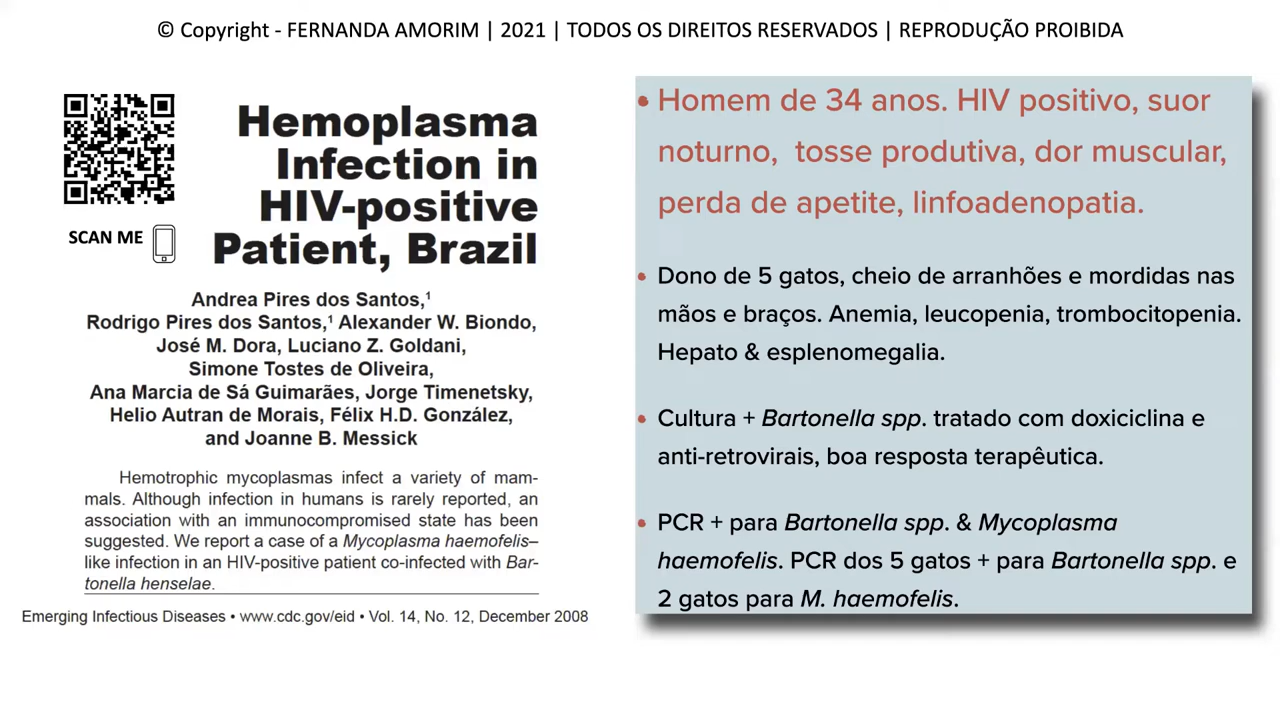 © Copyright - FERNANDA AMORIM | 2021 | TODOS OS DIREITOS RESERVADOS | REPRODUÇÃO PROIBIDA
SCAN ME
Hemoplasma
Infection in
HIV-positive
Patient, Brazil
Andrea Pires dos Santos,¹
Rodrigo Pires dos Santos,¹ Alexander W. Biondo,
José M. Dora, Luciano Z. Goldani,
Simone Tostes de Oliveira,
Ana Marcia de Sá Guimarães, Jorge Timenetsky,
Helio Autran de Morais, Félix H.D. González,
and Joanne B. Messick
Hemotrophic mycoplasmas infect a variety of mam-
mals. Although infection in humans is rarely reported, an
association with an immunocompromised state has been
suggested. We report a case of a Mycoplasma haemofelis–
like infection in an HIV-positive patient co-infected with Bar-
tonella henselae.
Emerging Infectious Diseases • www.cdc.gov/eid • Vol. 14, No. 12, December 2008
• Homem de 34 anos. HIV positivo, suor
noturno, tosse produtiva, dor muscular,
perda de apetite, linfoadenopatia.
• Dono de 5 gatos, cheio de arranhões e mordidas nas
mãos e braços. Anemia, leucopenia, trombocitopenia.
Hepato & esplenomegalia.
• Cultura + Bartonella spp. tratado com doxiciclina e
anti-retrovirais, boa resposta terapêutica.
• PCR + para Bartonella spp. & Mycoplasma
haemofelis. PCR dos 5 gatos + para Bartonella spp. e
2 gatos para M. haemofelis.